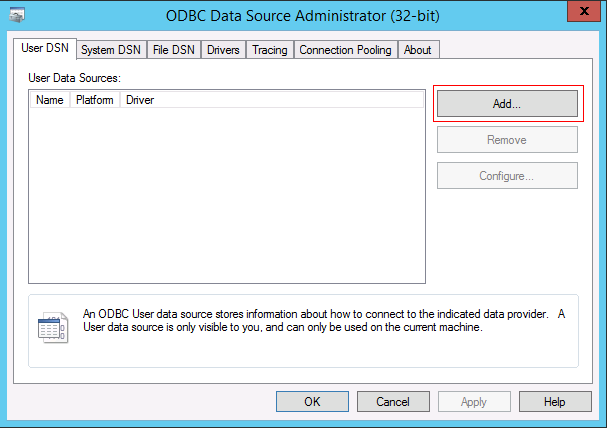 ODBC Data Source Administrator (32-bit)
x
User DSN System DSN File DSN Drivers Tracing Connection Pooling About
User Data Sources:
Name Platform Driver
Add...
Remove
Configure...
An ODBC User data source stores information about how to connect to the indicated data provider. A
User data source is only visible to you, and can only be used on the current machine.
OK Cancel Apply Help